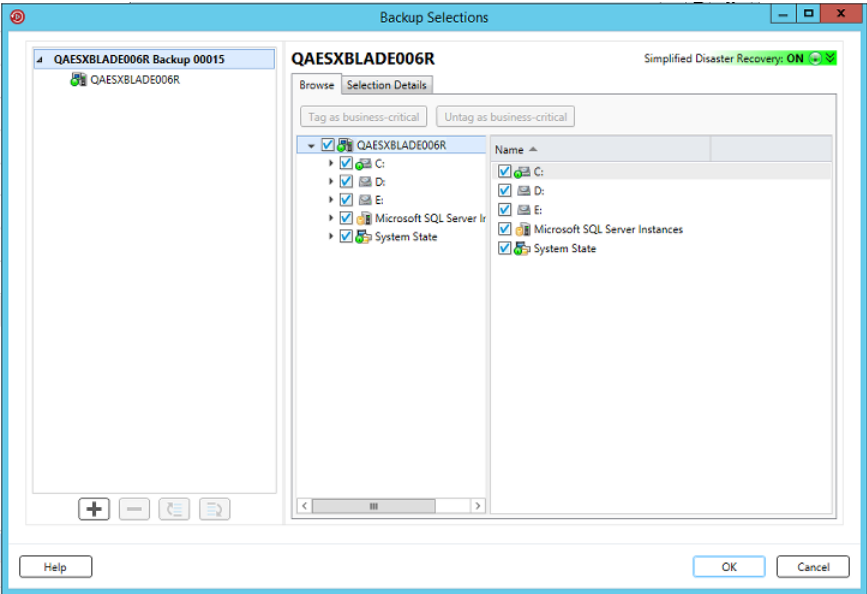 Backup Selections
QAESXBLADE006R Backup 00015
QAESXBLADE006R
QAESXBLADE006R
Simplified Disaster Recovery: ON
Browse
Selection Details
Tag as business-critical
Untag as business-critical
QAESXBLADE006R
C:
D:
E:
Microsoft SQL Server Ir
System State
Name
C:
D:
E:
Microsoft SQL Server Instances
System State
Help
OK
Cancel